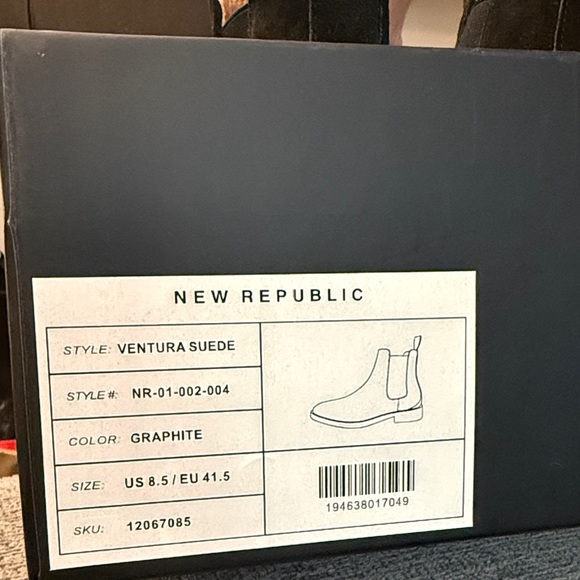 NEW REPUBLIC
STYLE: VENTURA SUEDE
STYLE#: NR-01-002-004
COLOR: GRAPHITE
SIZE: US 8.5 / EU 41.5
SKU: 12067085
194638017049